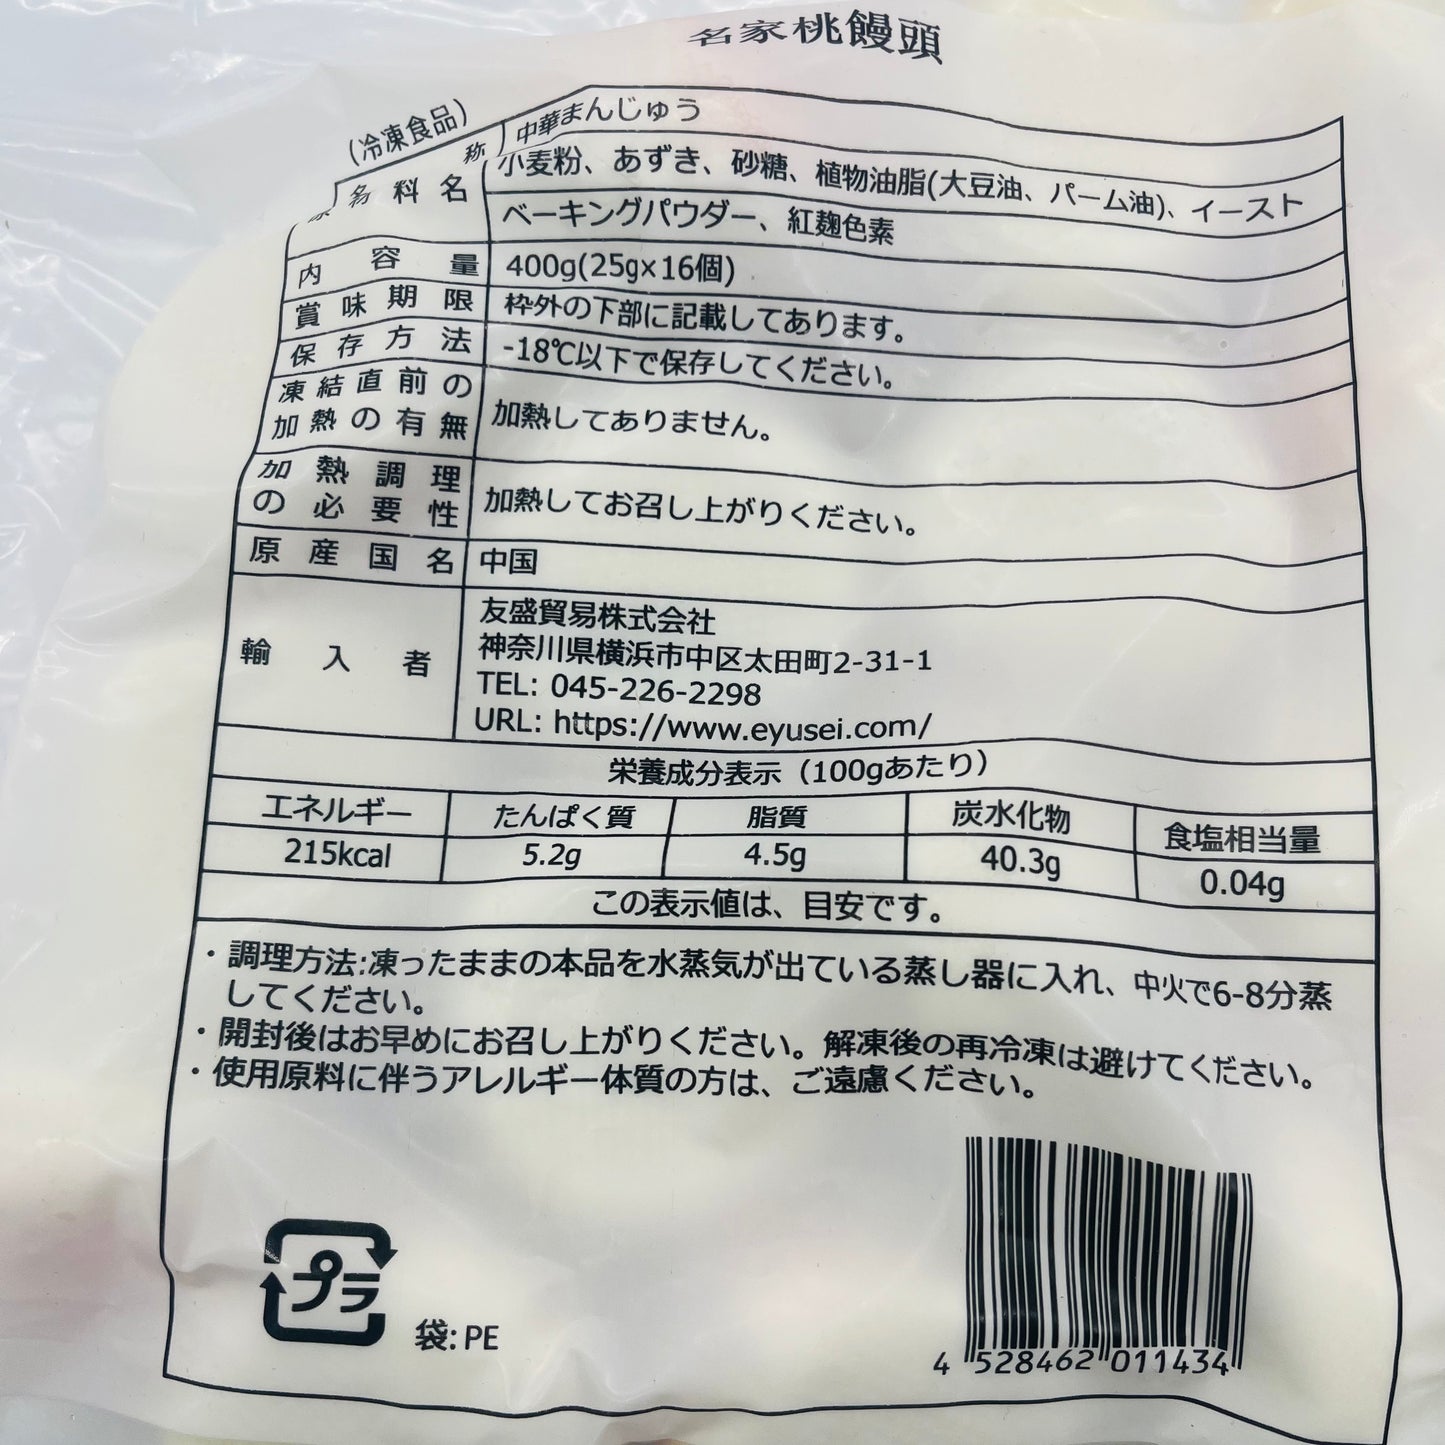 名家桃饅頭
(冷凍食品)
名 称 中華まんじゅう
原 材 料 名 小麦粉、あずき、砂糖、植物油脂(大豆油、パーム油)、イースト
ベーキングパウダー、紅麹色素
内 容 量 400g(25g×16個)
賞 味 期 限 枠外の下部に記載してあります。
保 存 方 法 -18℃以下で保存してください。
凍 結 直 前 の
加 熱 の 有 無 加熱してありません。
加 熱 調 理
の 必 要 性 加熱してお召し上がりください。
原 産 国 名 中国
輸 入 者 友盛貿易株式会社
神奈川県横浜市中区太田町2-31-1
TEL: 045-226-2298
URL: https://www.eyusei.com/
栄養成分表示（100gあたり）
エネルギー たんぱく質 脂質 炭水化物 食塩相当量
215kcal 5.2g 4.5g 40.3g 0.04g
この表示値は、目安です。
・調理方法:凍ったままの本品を水蒸気が出ている蒸し器に入れ、中火で6-8分蒸
してください。
・開封後はお早めにお召し上がりください。解凍後の再冷凍は避けてください。
・使用原料に伴うアレルギー体質の方は、ご遠慮ください。
プラ
袋: PE
4 528462 011434